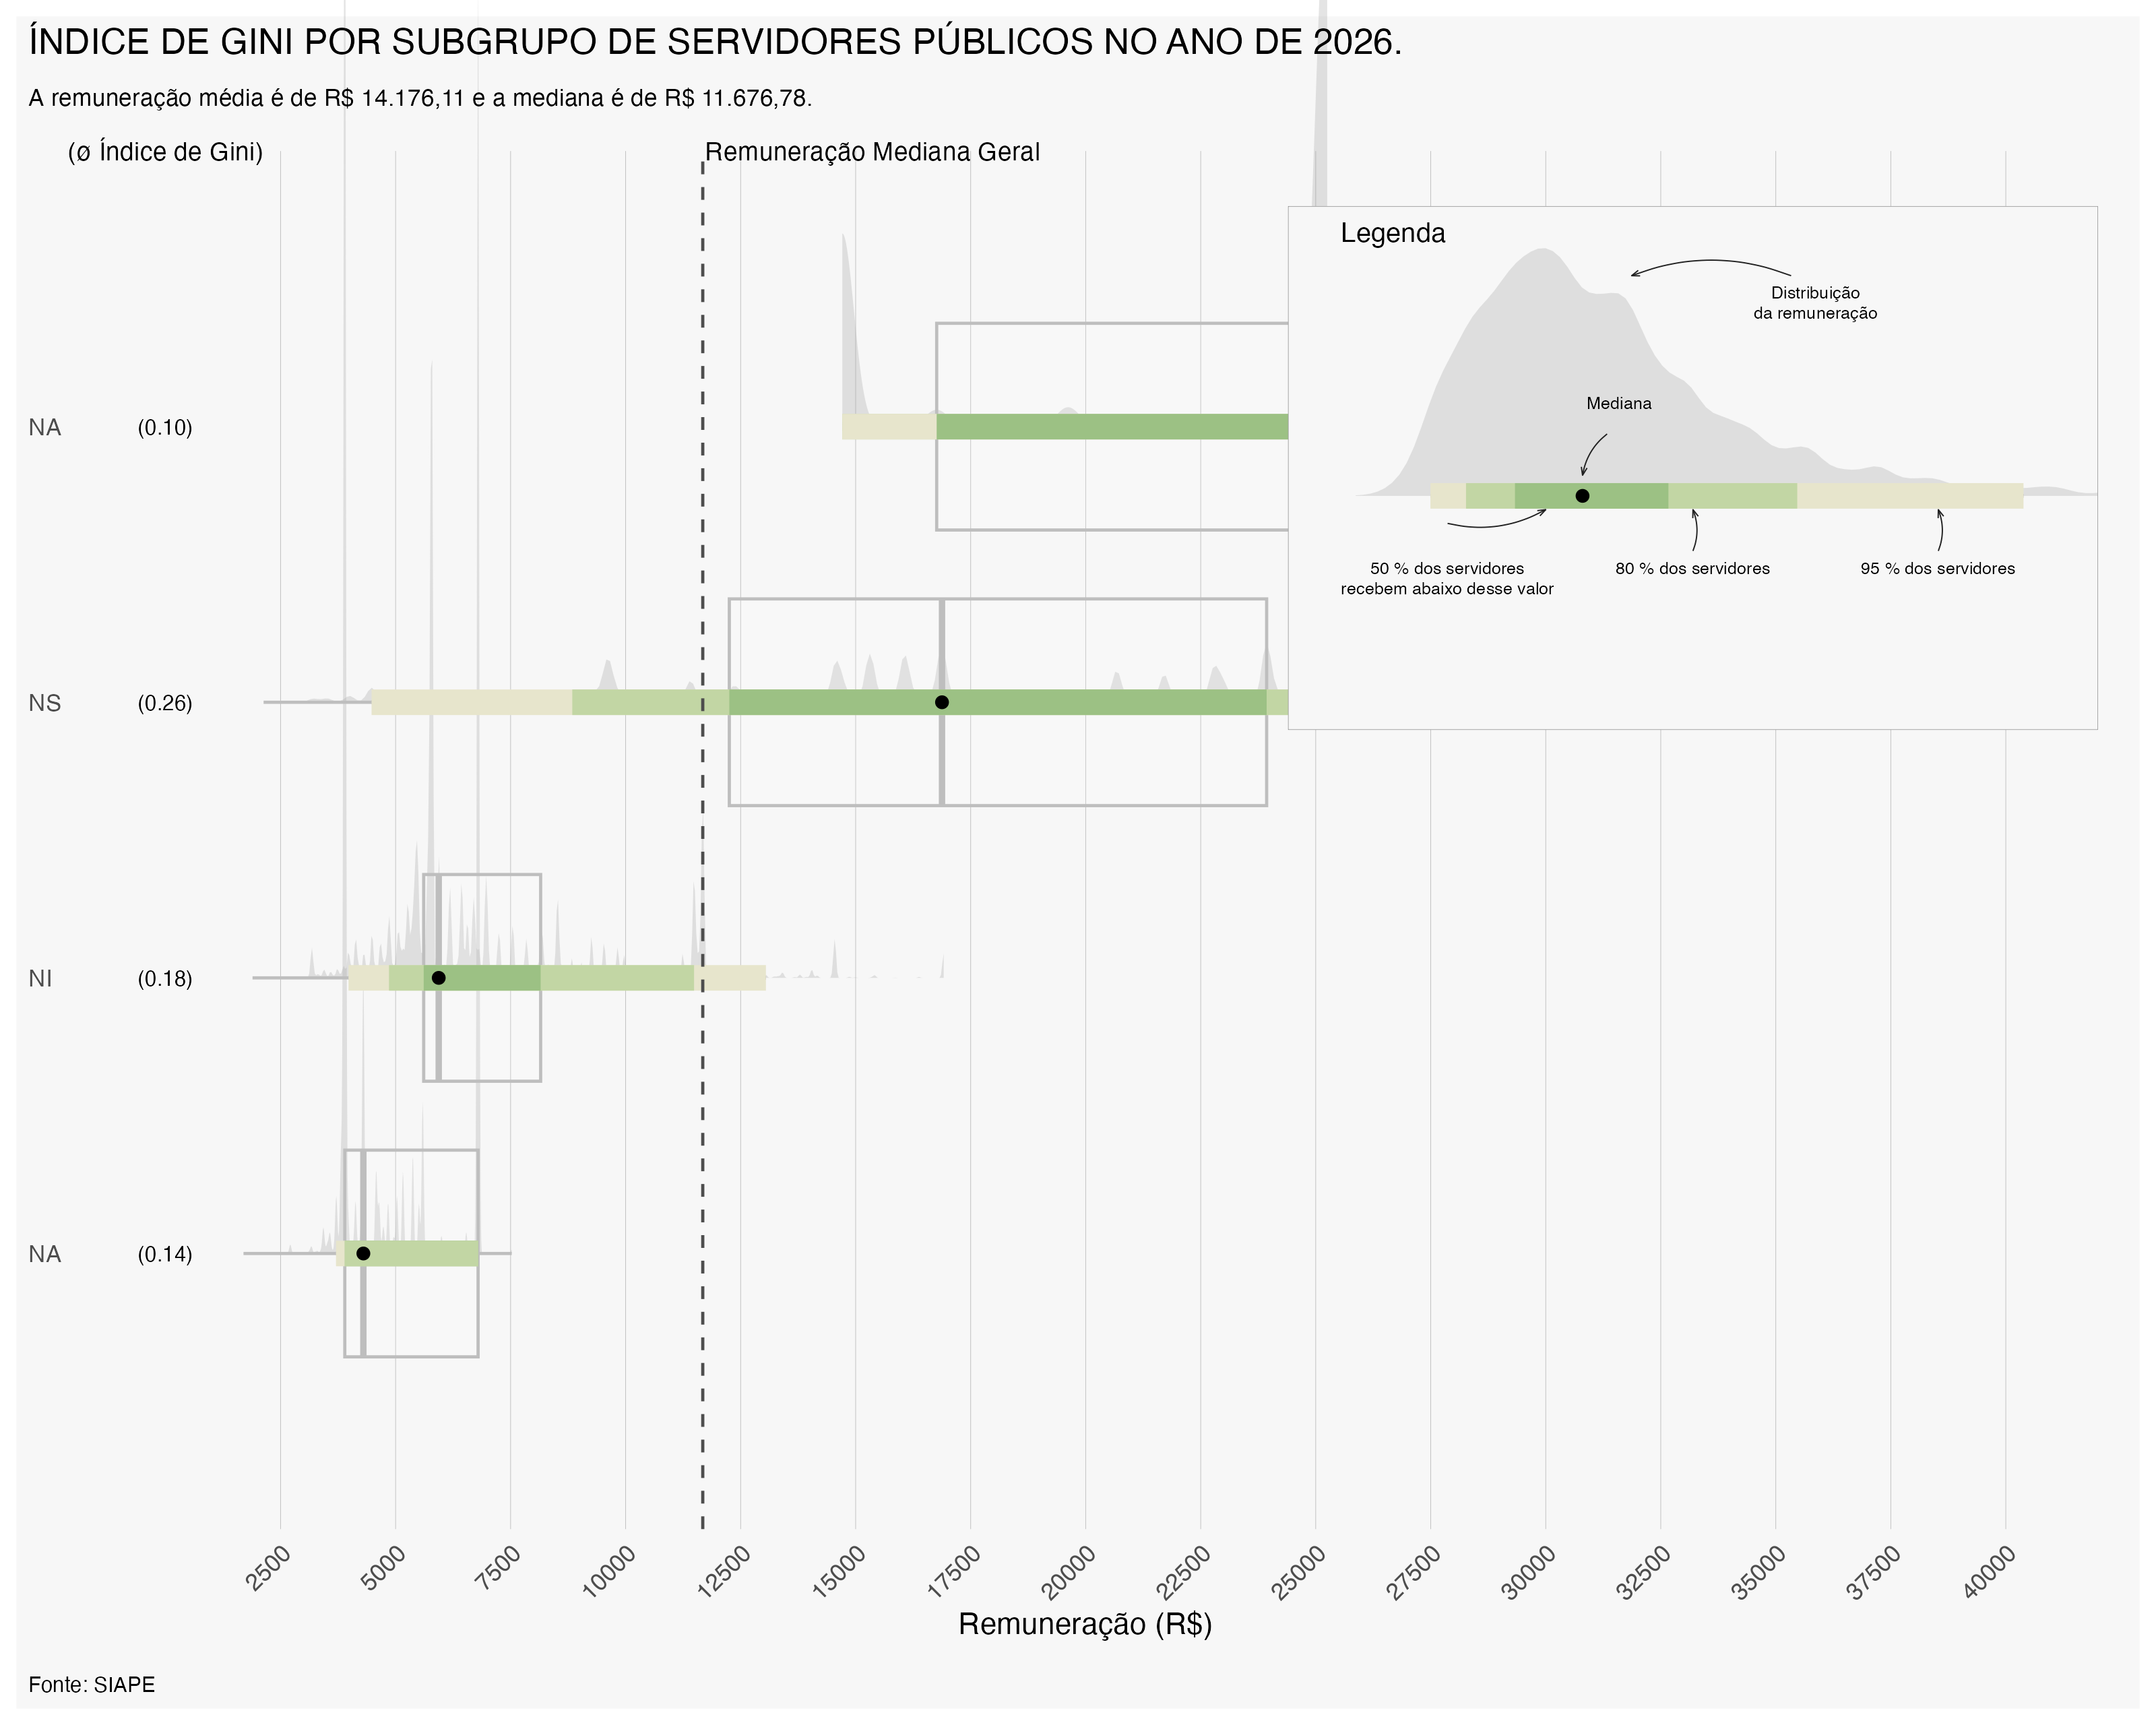 ÍNDICE DE GINI POR SUBGRUPO DE SERVIDORES PÚBLICOS NO ANO DE 2026.
A remuneração média é de R$ 14.176,11 e a mediana é de R$ 11.676,78.
(ø Índice de Gini)
Remuneração Mediana Geral
Legenda
Distribuição
da remuneração
Mediana
50 % dos servidores
recebem abaixo desse valor
80 % dos servidores
95 % dos servidores
NA (0.10)
NS (0.26)
NI (0.18)
NA (0.14)
2500 5000 7500 10000 12500 15000 17500 20000 22500 25000 27500 30000 32500 35000 37500 40000
Remuneração (R$)
Fonte: SIAPE